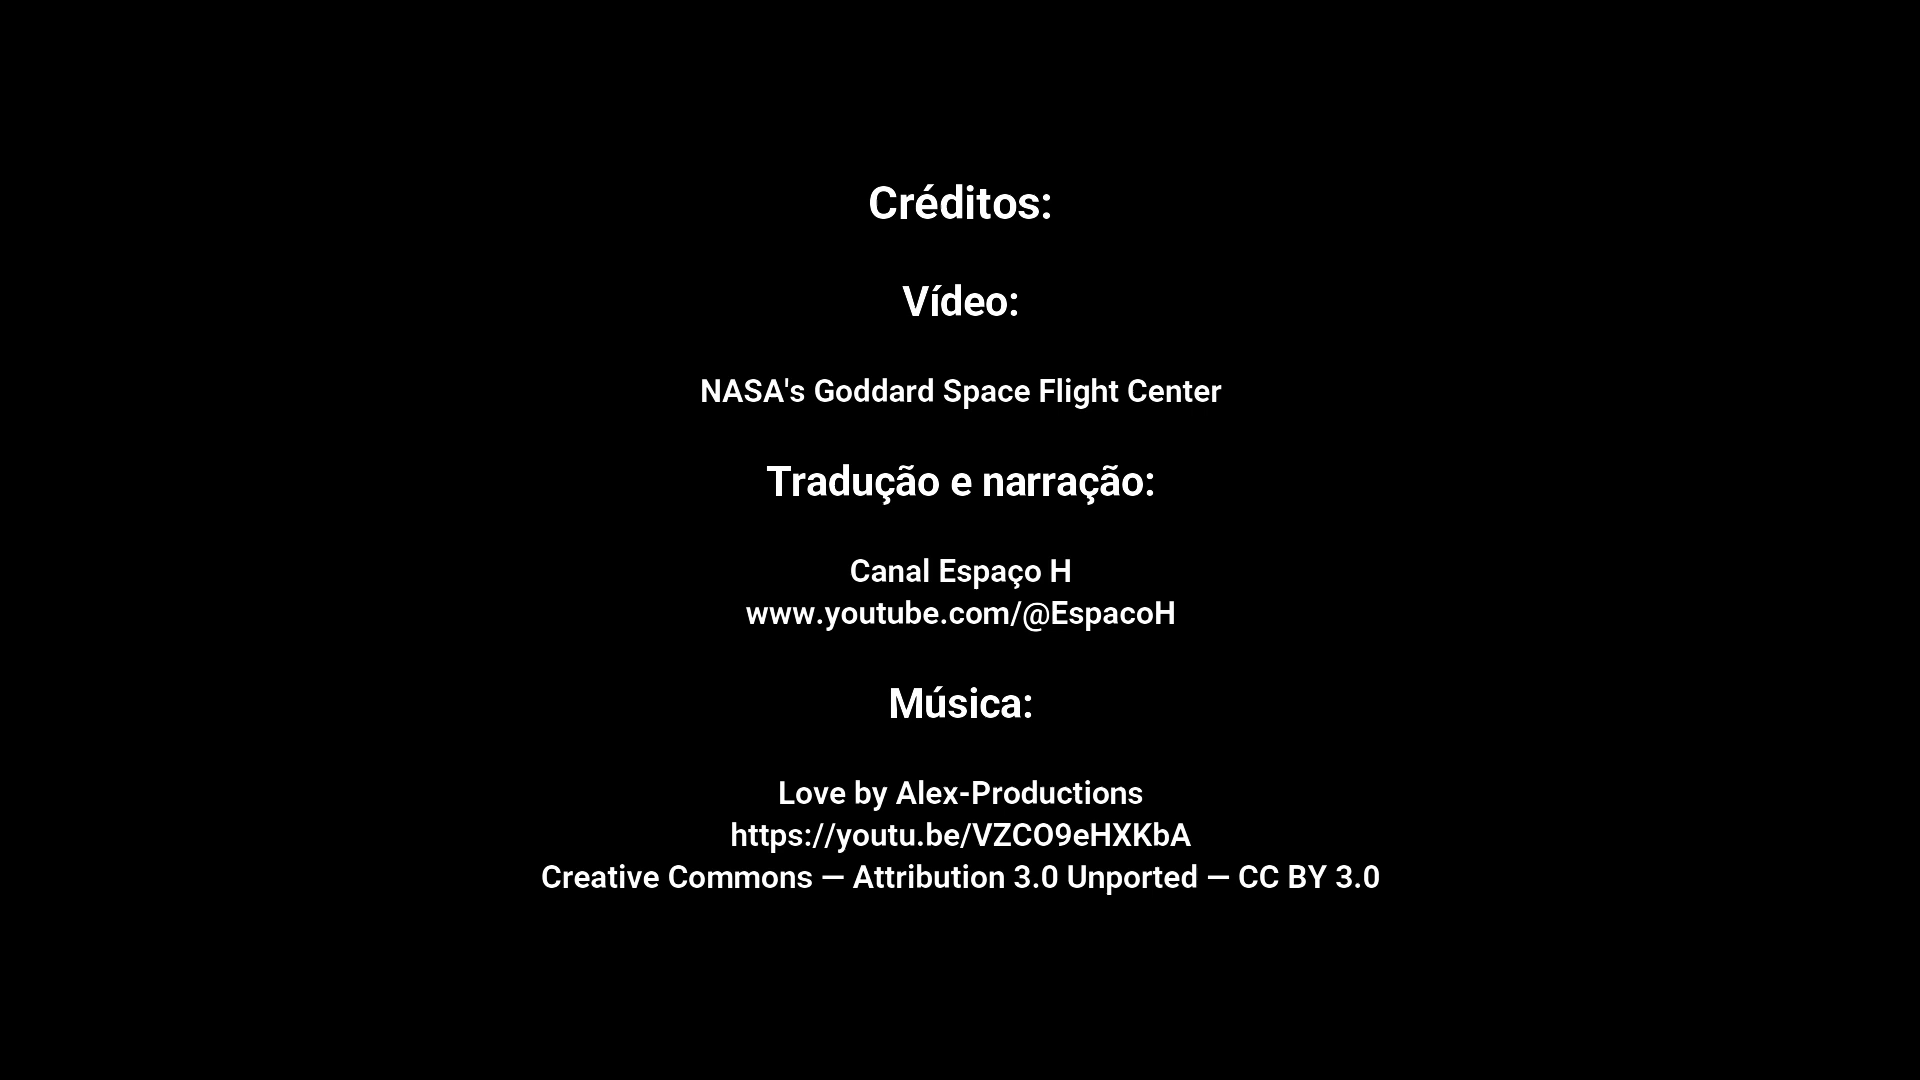 Créditos:
Vídeo:
NASA's Goddard Space Flight Center
Tradução e narração:
Canal Espaço H
www.youtube.com/@EspacoH
Música:
Love by Alex-Productions
https://youtu.be/VZCO9eHXKbA
Creative Commons — Attribution 3.0 Unported — CC BY 3.0